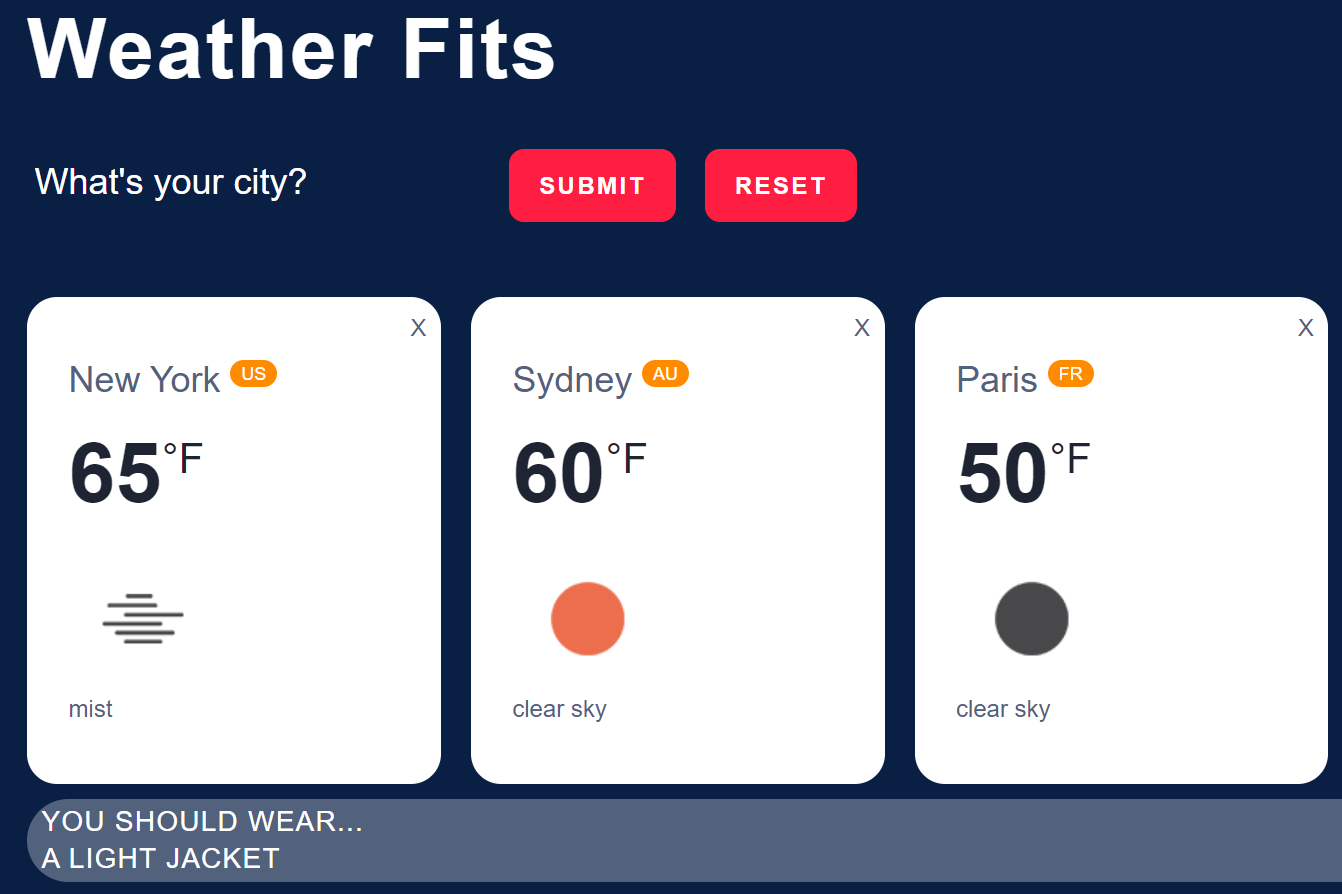 Weather Fits
What's your city?
SUBMIT
RESET
X
New York US
65°F
mist
X
Sydney AU
60°F
clear sky
X
Paris FR
50°F
clear sky
YOU SHOULD WEAR...
A LIGHT JACKET